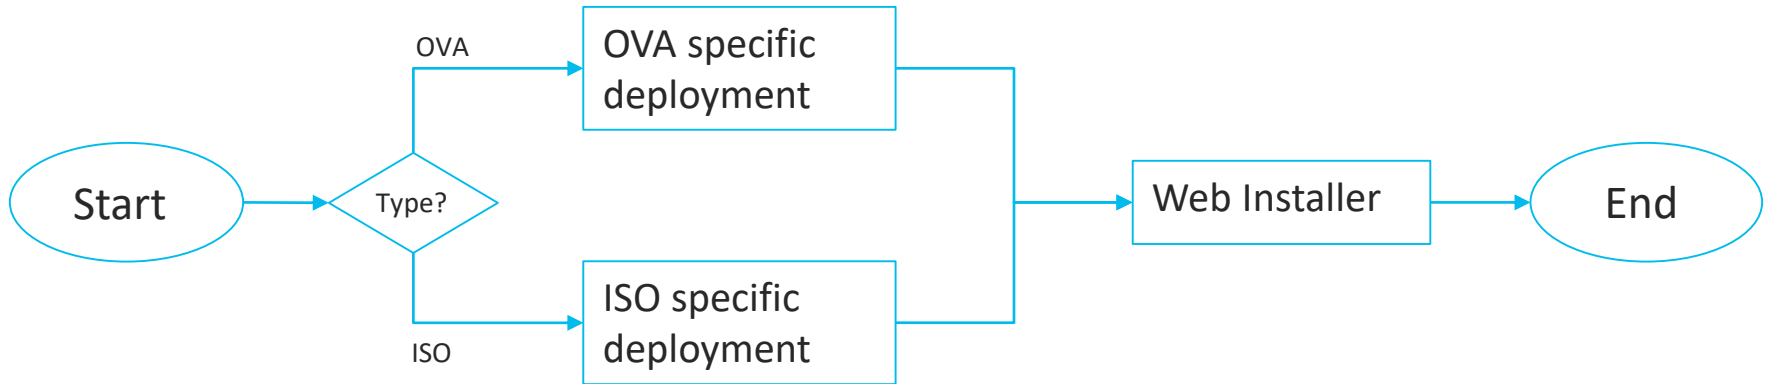 Start
Type?
OVA
OVA specific
deployment
ISO
ISO specific
deployment
Web Installer
End